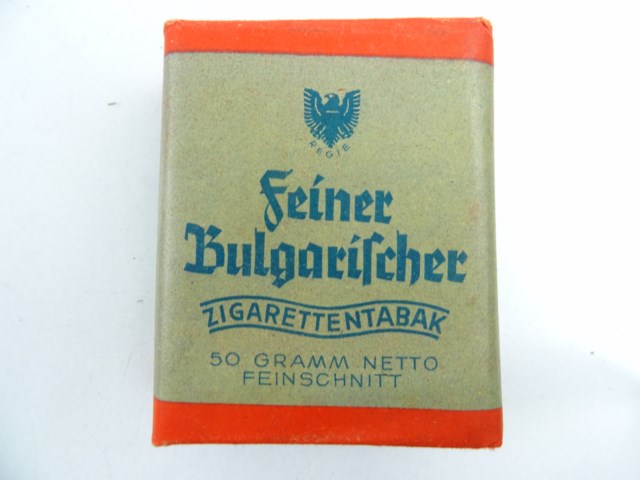 REGIE
Feiner
Bulgariſcher
ZIGARETTENTABAK
50 GRAMM NETTO
FEINSCHNITT